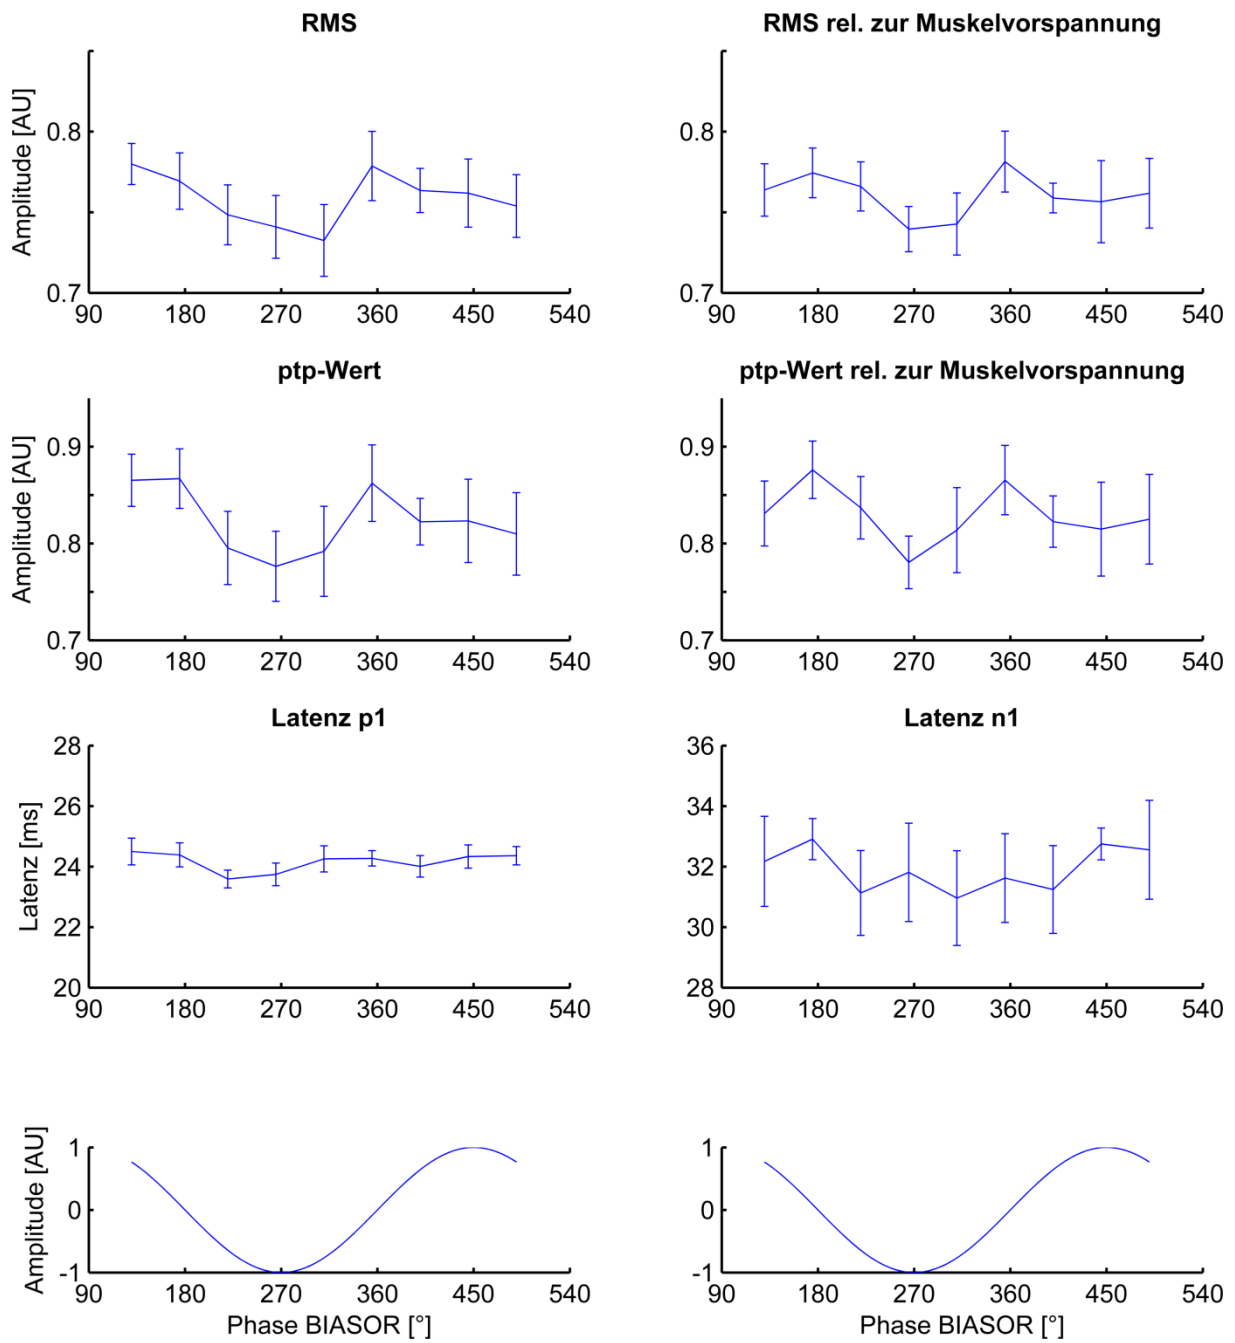 RMS
Amplitude [AU]
0.8
0.7
90 180 270 360 450 540
RMS rel. zur Muskelvorspannung
0.8
0.7
90 180 270 360 450 540
ptp-Wert
Amplitude [AU]
0.9
0.8
0.7
90 180 270 360 450 540
ptp-Wert rel. zur Muskelvorspannung
0.9
0.8
0.7
90 180 270 360 450 540
Latenz p1
Latenz [ms]
28
26
24
22
20
90 180 270 360 450 540
Latenz n1
36
34
32
30
28
90 180 270 360 450 540
Amplitude [AU]
1
0
-1
90 180 270 360 450 540
Phase BIASOR [°]
1
0
-1
90 180 270 360 450 540
Phase BIASOR [°]